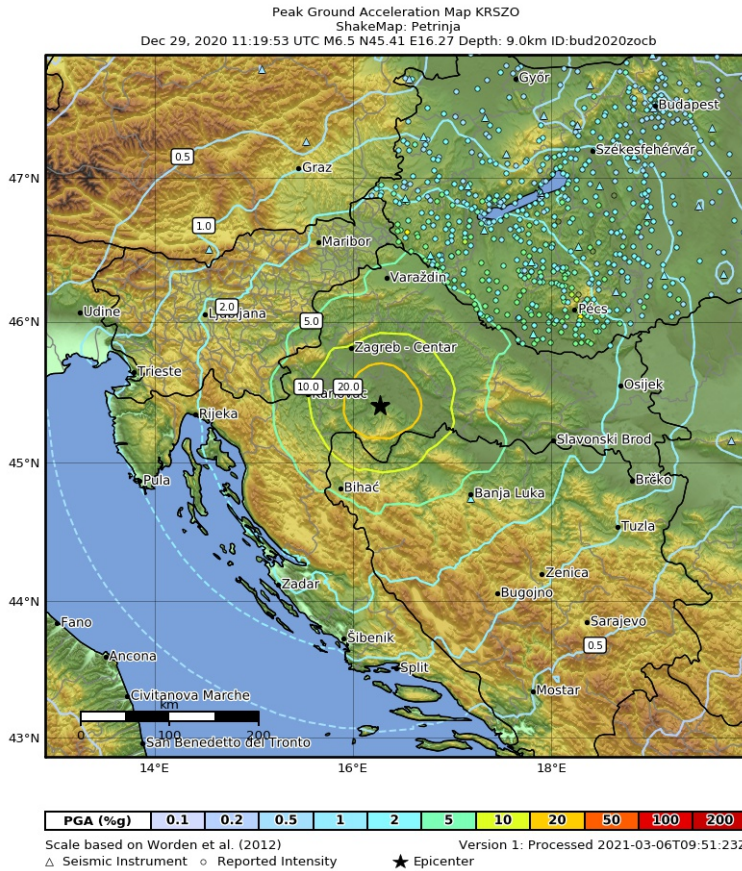 Peak Ground Acceleration Map KRSZO
ShakeMap: Petrinja
Dec 29, 2020 11:19:53 UTC M6.5 N45.41 E16.27 Depth: 9.0km ID:bud2020zocb
Győr
Budapest
Székesfehérvár
0.5
Graz
47°N
1.0
Maribor
Varaždin
2.0
Udine
Ljubljana
5.0
Pécs
46°N
Zagreb - Centar
Trieste
10.0
20.0
Karlovac
Osijek
Rijeka
Slavonski Brod
45°N
Pula
Bihać
Banja Luka
Brčko
Tuzla
Zenica
Zadar
Bugojno
44°N
Fano
Sarajevo
Šibenik
0.5
Ancona
Split
Mostar
Civitanova Marche
km
0
100
200
43°N
San Benedetto del Tronto
14°E
16°E
18°E
PGA (%g) 0.1 0.2 0.5 1 2 5 10 20 50 100 200
Scale based on Worden et al. (2012)
Version 1: Processed 2021-03-06T09:51:23Z
△ Seismic Instrument ○ Reported Intensity ★ Epicenter